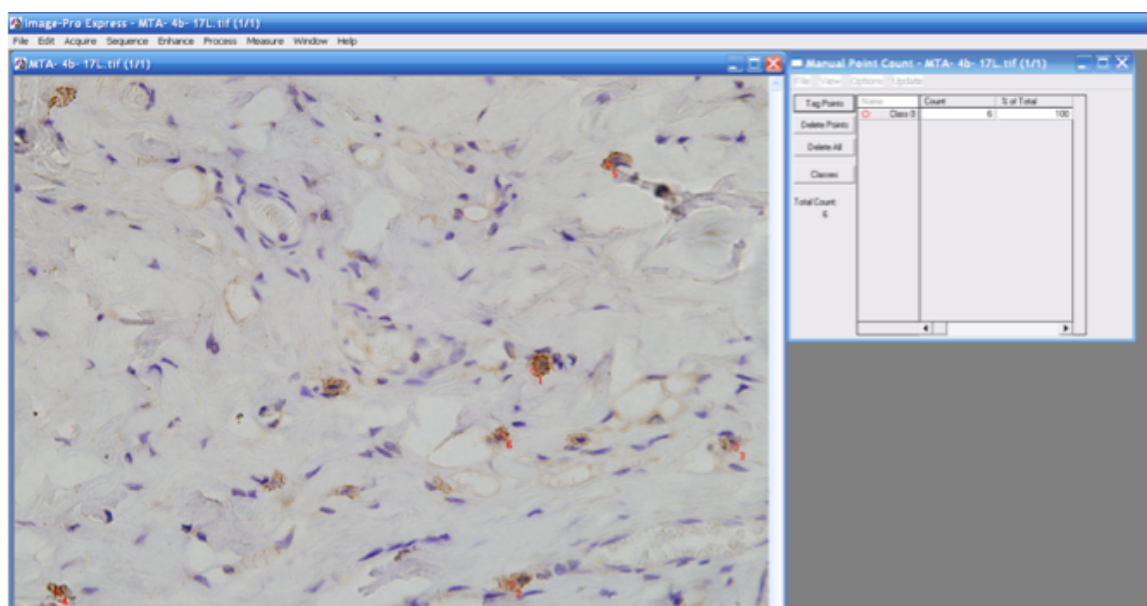 Image-Pro Express - MTA- 4b- 17L.tif (1/1)
File Edit Acquire Sequence Enhance Process Measure Window Help
MTA- 4b- 17L.tif (1/1)
Manual Point Count - MTA- 4b- 17L.tif (1/1)
File View Options Update
Tag Points
Name Count % of Total
Class 0 6 100
Delete Points
Delete All
Classes
Total Count
6
5
1
6
3
4